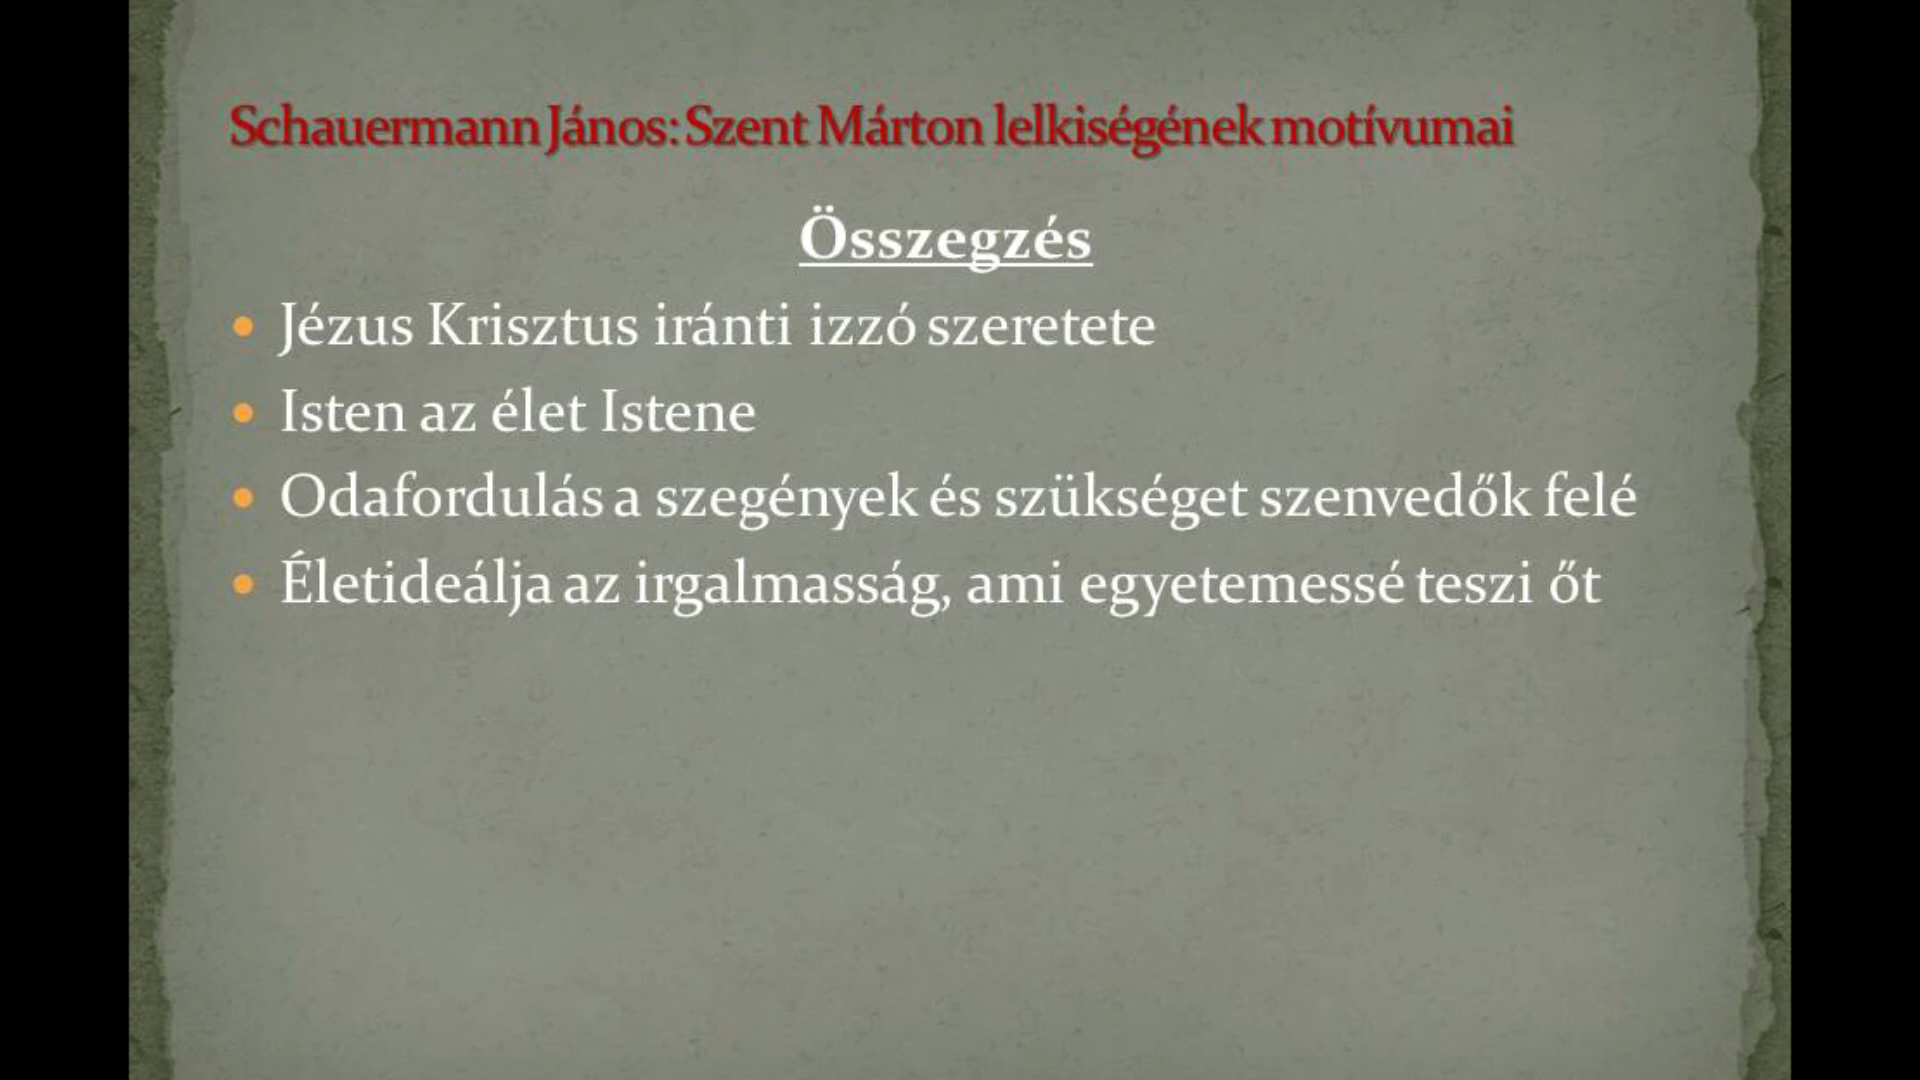 Schauermann János: Szent Márton lelkiségének motívumai
Összegzés
• Jézus Krisztus iránti izzó szeretete
• Isten az élet Istene
• Odafordulás a szegények és szükséget szenvedők felé
• Életideálja az irgalmasság, ami egyetemessé teszi őt